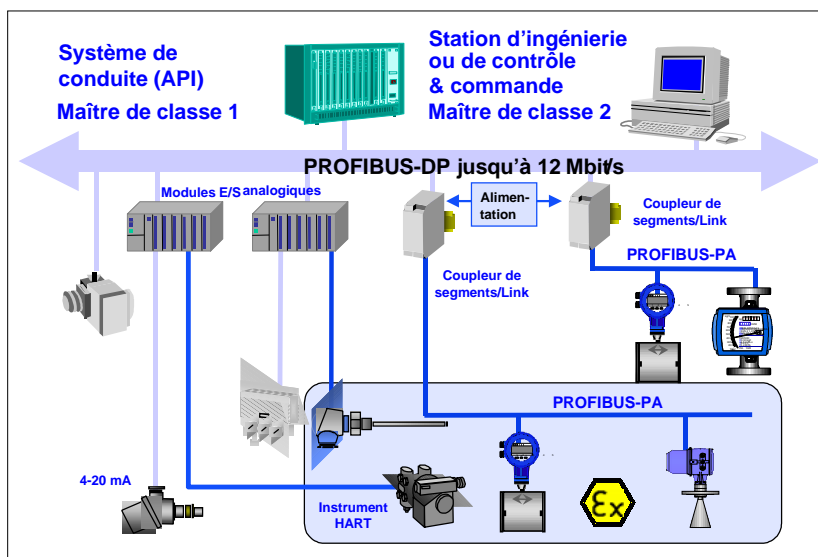 Système de
conduite (API)
Maître de classe 1
Station d'ingénierie
ou de contrôle
& commande
Maître de classe 2
PROFIBUS-DP jusqu'à 12 Mbit/s
Modules E/S analogiques
Alimen-
tation
Coupleur de
segments/Link
PROFIBUS-PA
Coupleur de
segments/Link
PROFIBUS-PA
4-20 mA
Instrument
HART
Ex